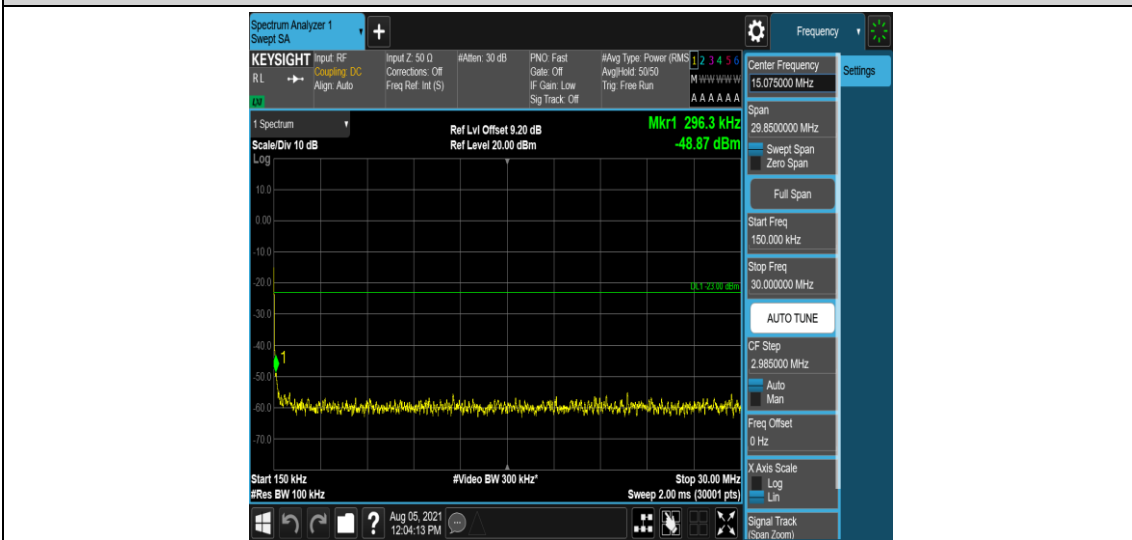 Spectrum Analyzer 1
Swept SA
+
Frequency
KEYSIGHT
RL
LXI
Input: RF
Coupling: DC
Align: Auto
Input Z: 50 Ω
Corrections: Off
Freq Ref: Int (S)
#Atten: 30 dB
PNO: Fast
Gate: Off
IF Gain: Low
Sig Track: Off
#Avg Type: Power (RMS
Avg|Hold: 50/50
Trig: Free Run
1 2 3 4 5 6
M W W W W W
A A A A A A
Center Frequency
15.075000 MHz
Settings
Span
29.8500000 MHz
Swept Span
Zero Span
Full Span
Start Freq
150.000 kHz
Stop Freq
30.000000 MHz
AUTO TUNE
CF Step
2.985000 MHz
Auto
Man
Freq Offset
0 Hz
X Axis Scale
Log
Lin
Signal Track
(Span Zoom)
1 Spectrum
Scale/Div 10 dB
Log
Ref Lvl Offset 9.20 dB
Ref Level 20.00 dBm
Mkr1 296.3 kHz
-48.87 dBm
10.0
0.00
-10.0
-20.0
DL1 -23.00 dBm
-30.0
-40.0
1
-50.0
-60.0
-70.0
Start 150 kHz
#Video BW 300 kHz*
Stop 30.00 MHz
#Res BW 100 kHz
Sweep 2.00 ms (30001 pts)
?
Aug 05, 2021
12:04:13 PM